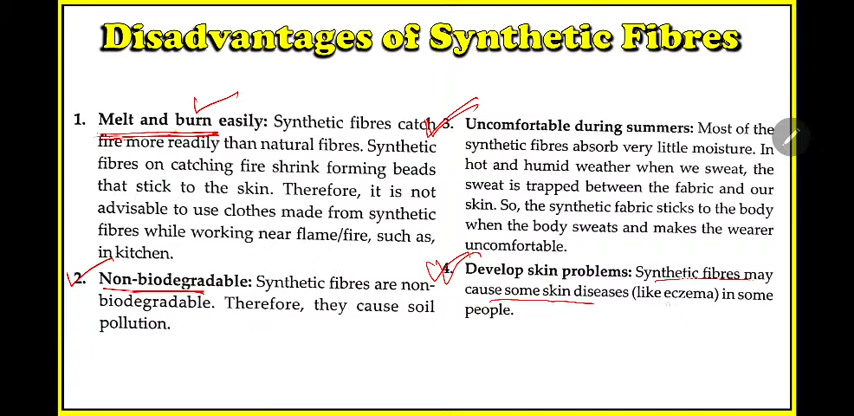 Disadvantages of Synthetic Fibres
1. Melt and burn easily: Synthetic fibres catch
fire more readily than natural fibres. Synthetic
fibres on catching fire shrink forming beads
that stick to the skin. Therefore, it is not
advisable to use clothes made from synthetic
fibres while working near flame/fire, such as,
in kitchen.
2. Non-biodegradable: Synthetic fibres are non-
biodegradable. Therefore, they cause soil
pollution.
3. Uncomfortable during summers: Most of the
synthetic fibres absorb very little moisture. In
hot and humid weather when we sweat, the
sweat is trapped between the fabric and our
skin. So, the synthetic fabric sticks to the body
when the body sweats and makes the wearer
uncomfortable.
4. Develop skin problems: Synthetic fibres may
cause some skin diseases (like eczema) in some
people.